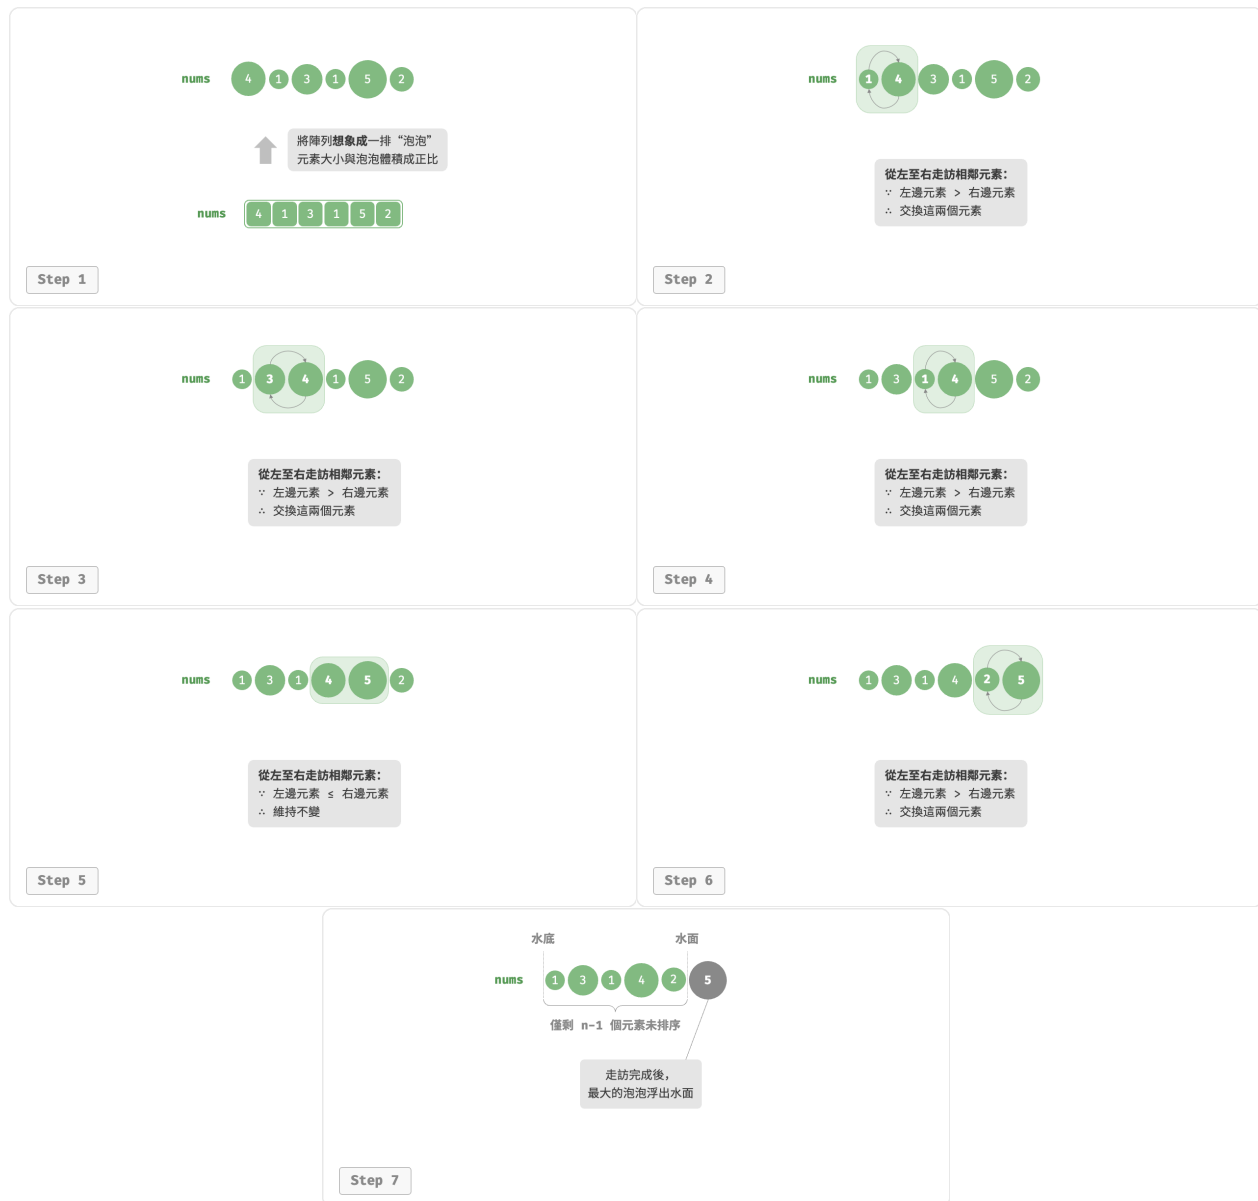 nums 4 1 3 1 5 2
將陣列想象成一排“泡泡”
元素大小與泡泡體積成正比
nums 4 1 3 1 5 2
Step 1
nums 1 4 3 1 5 2
從左至右走訪相鄰元素：
∵ 左邊元素 > 右邊元素
∴ 交換這兩個元素
Step 2
nums 1 3 4 1 5 2
從左至右走訪相鄰元素：
∵ 左邊元素 > 右邊元素
∴ 交換這兩個元素
Step 3
nums 1 3 1 4 5 2
從左至右走訪相鄰元素：
∵ 左邊元素 > 右邊元素
∴ 交換這兩個元素
Step 4
nums 1 3 1 4 5 2
從左至右走訪相鄰元素：
∵ 左邊元素 ≤ 右邊元素
∴ 維持不變
Step 5
nums 1 3 1 4 2 5
從左至右走訪相鄰元素：
∵ 左邊元素 > 右邊元素
∴ 交換這兩個元素
Step 6
水底 水面
nums 1 3 1 4 2 5
僅剩 n-1 個元素未排序
走訪完成後，
最大的泡泡浮出水面
Step 7